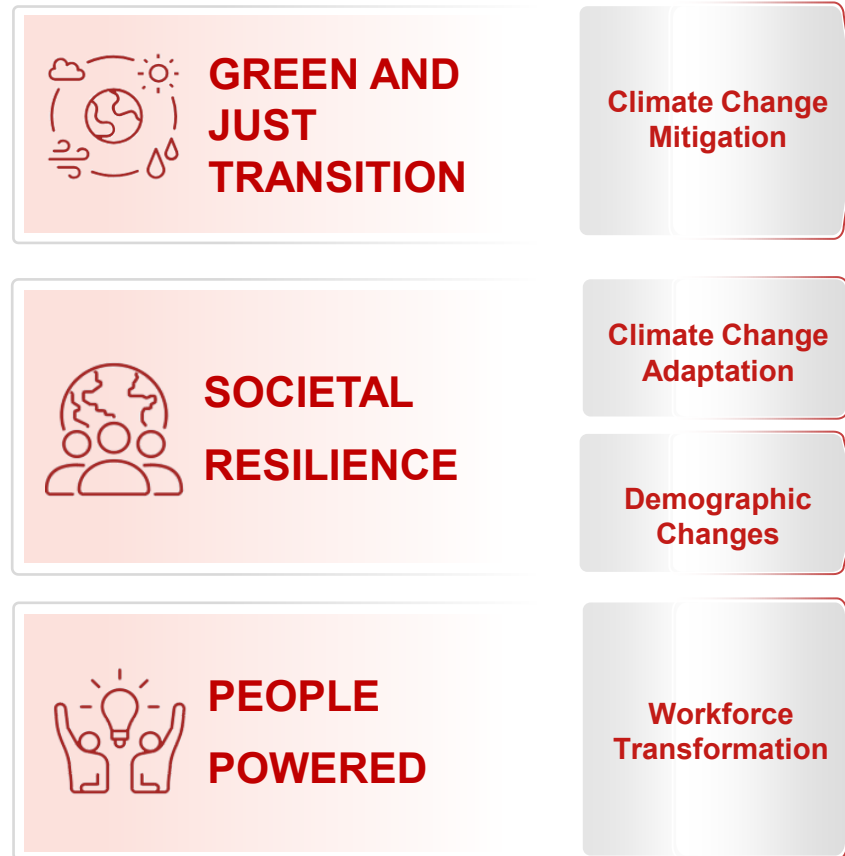 GREEN AND
JUST
TRANSITION
Climate Change
Mitigation
SOCIETAL
RESILIENCE
Climate Change
Adaptation
Demographic
Changes
PEOPLE
POWERED
Workforce
Transformation